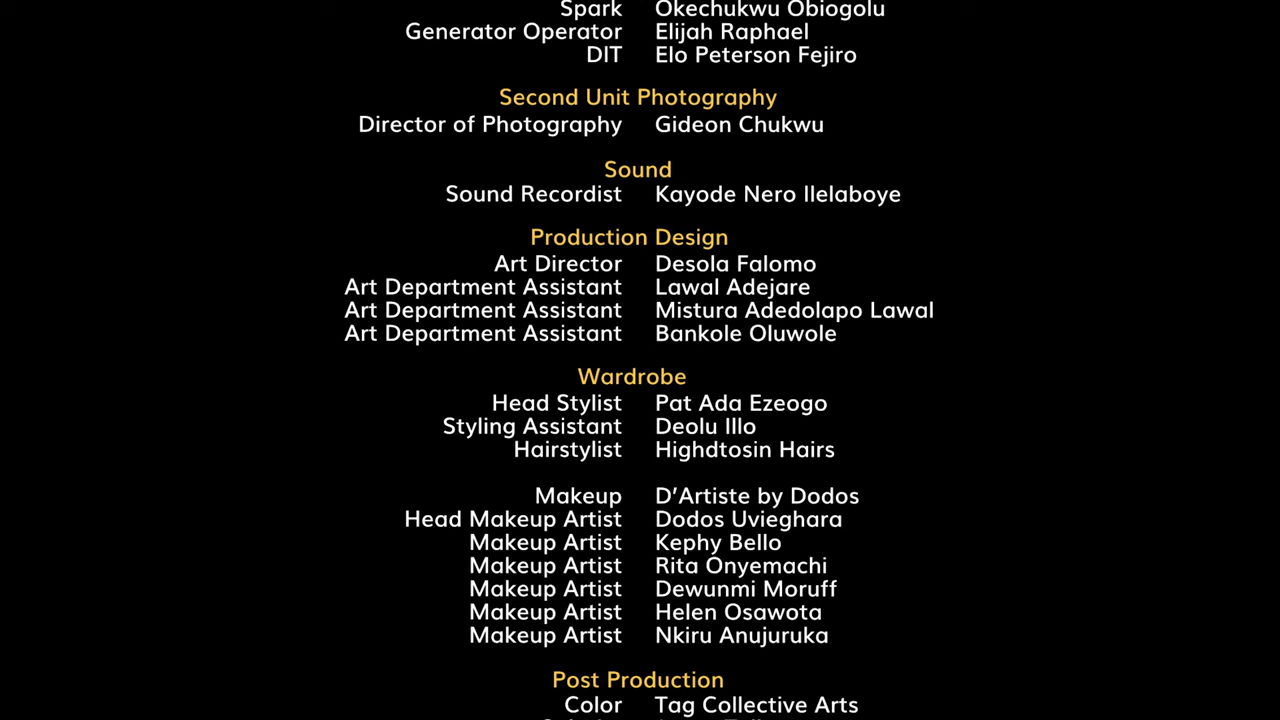 Spark Okechukwu Obiogolu
Generator Operator Elijah Raphael
DIT Elo Peterson Fejiro
Second Unit Photography
Director of Photography Gideon Chukwu
Sound
Sound Recordist Kayode Nero Ilelaboye
Production Design
Art Director Desola Falomo
Art Department Assistant Lawal Adejare
Art Department Assistant Mistura Adedolapo Lawal
Art Department Assistant Bankole Oluwole
Wardrobe
Head Stylist Pat Ada Ezeogo
Styling Assistant Deolu Illo
Hairstylist Highdtosin Hairs
Makeup D’Artiste by Dodos
Head Makeup Artist Dodos Uvieghara
Makeup Artist Kephy Bello
Makeup Artist Rita Onyemachi
Makeup Artist Dewunmi Moruff
Makeup Artist Helen Osawota
Makeup Artist Nkiru Anujuruka
Post Production
Color Tag Collective Arts